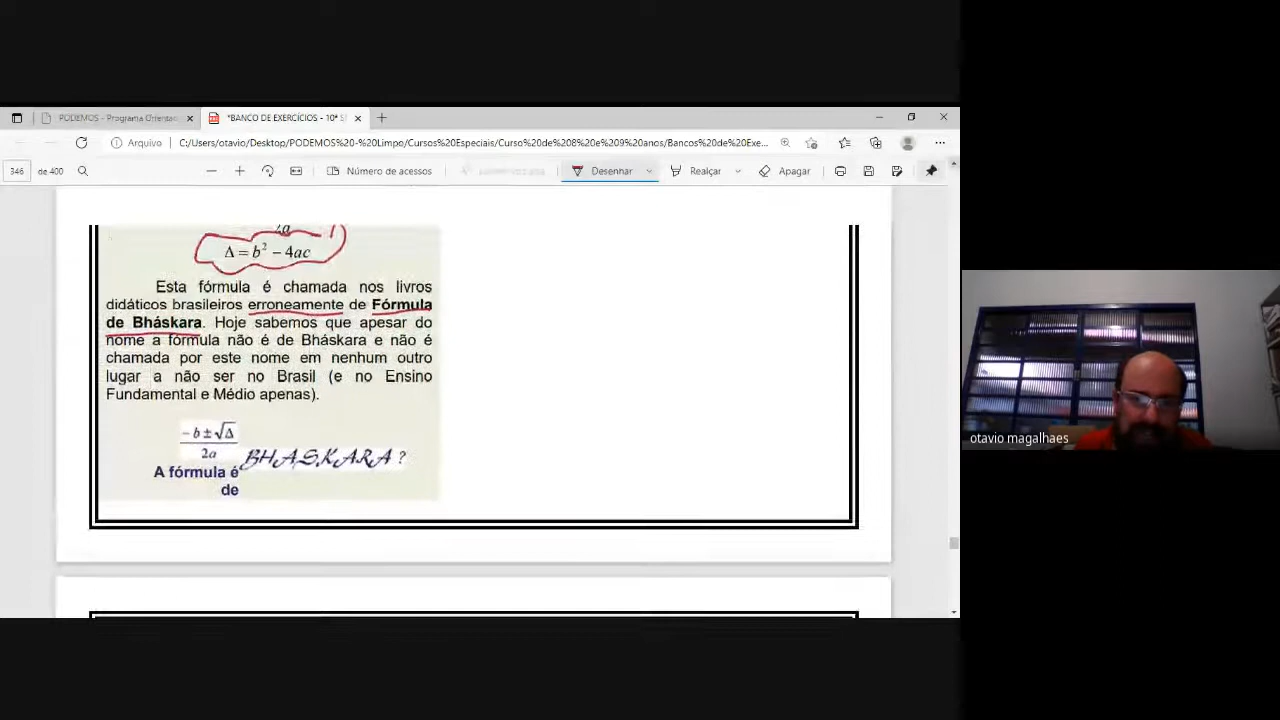 PODEMOS - Programa Orientac
*BANCO DE EXERCÍCIOS - 10ª S
Arquivo
C:/Users/otavio/Desktop/PODEMOS%20-%20Limpo/Cursos%20Especiais/Curso%20de%208%20e%209%20anos/Bancos%20de%20Exe...
346 de 400
Número de acessos
Desenhar
Realçar
Apagar
2a
Δ = b² − 4ac
Esta fórmula é chamada nos livros
didáticos brasileiros erroneamente de Fórmula
de Bháskara. Hoje sabemos que apesar do
nome a fórmula não é de Bháskara e não é
chamada por este nome em nenhum outro
lugar a não ser no Brasil (e no Ensino
Fundamental e Médio apenas).
−b ± √Δ
2a
A fórmula é
de
BHASKARA ?
otavio magalhaes